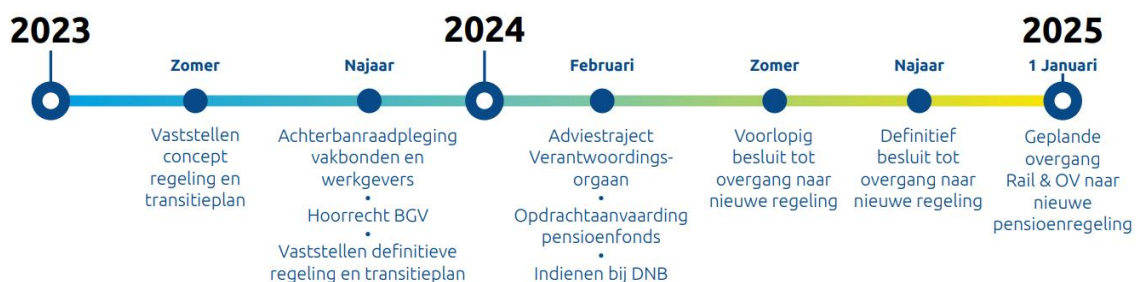 2023
2024
2025
Zomer
Najaar
Februari
Zomer
Najaar
1 Januari
Vaststellen
concept
regeling en
transitieplan
Achterbanraadpleging
vakbonden en
werkgevers
•
Hoorrecht BGV
•
Vaststellen definitieve
regeling en transitieplan
Adviestraject
Verantwoordings-
orgaan
•
Opdrachtaanvaarding
pensioenfonds
•
Indienen bij DNB
Voorlopig
besluit tot
overgang naar
nieuwe regeling
Definitief
besluit tot
overgang naar
nieuwe regeling
Geplande
overgang
Rail & OV naar
nieuwe
pensioenregeling